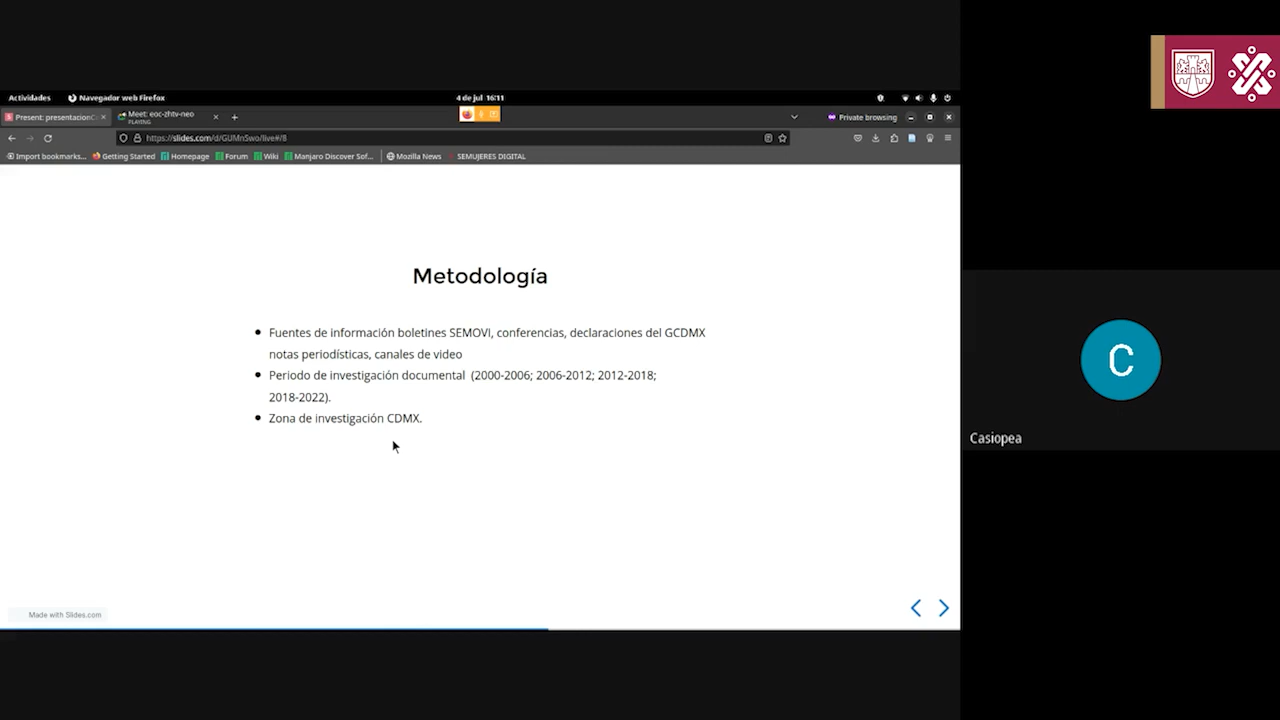 Actividades Navegador web Firefox 4 de jul 16:11
Present: presentacionC Meet: eoc-zhtv-neo Private browsing
PLAYING
https://slides.com/d/GUMnSwo/live#/8
Import bookmarks... Getting Started Homepage Forum Wiki Manjaro Discover Sof... Mozilla News SEMUJERES DIGITAL
Metodología
Fuentes de información boletines SEMOVI, conferencias, declaraciones del GCDMX
notas periodísticas, canales de video
Periodo de investigación documental (2000-2006; 2006-2012; 2012-2018;
2018-2022).
Zona de investigación CDMX.
Made with Slides.com
C
Casiopea